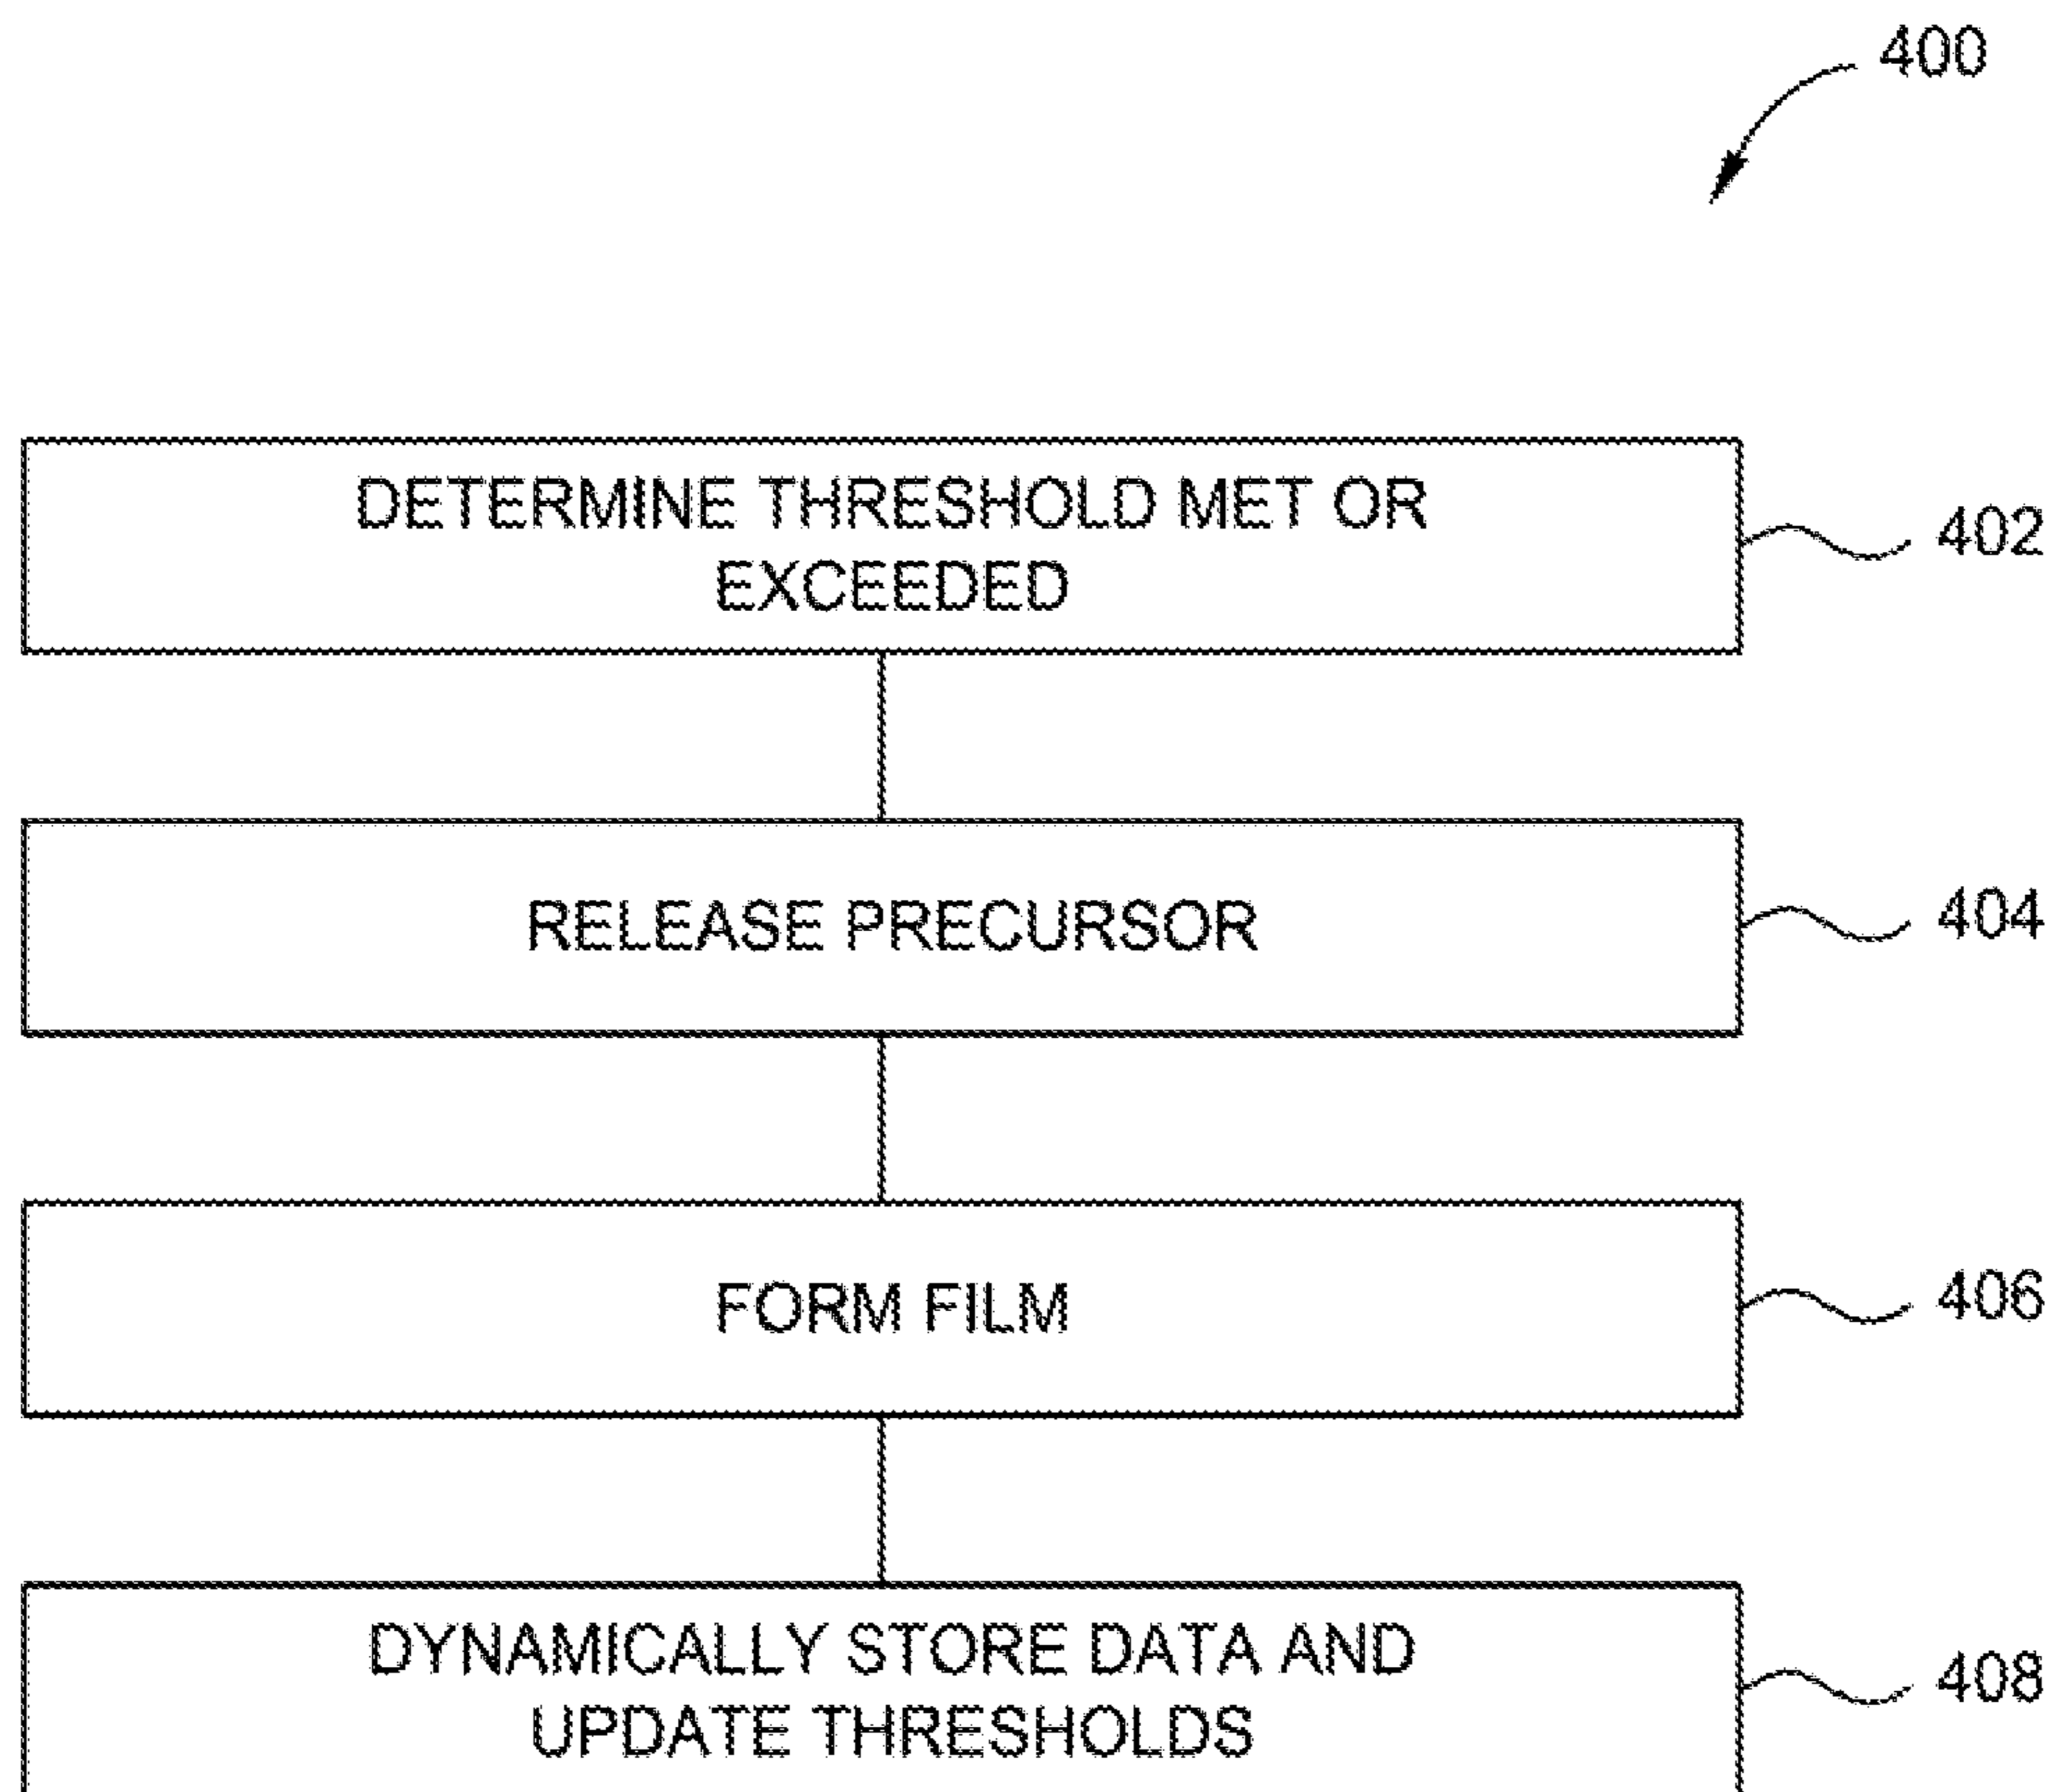 400
DETERMINE THRESHOLD MET OR
EXCEEDED
402
RELEASE PRECURSOR
404
FORM FILM
406
DYNAMICALLY STORE DATA AND
UPDATE THRESHOLDS
408